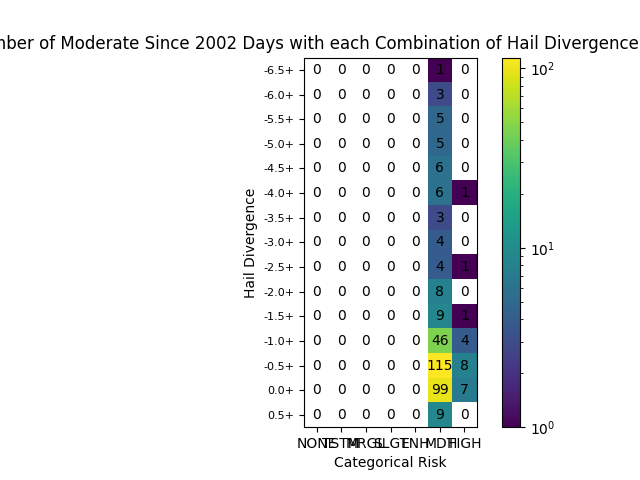 nber of Moderate Since 2002 Days with each Combination of Hail Divergence
-6.5+ 0 0 0 0 0 1 0
-6.0+ 0 0 0 0 0 3 0
-5.5+ 0 0 0 0 0 5 0
-5.0+ 0 0 0 0 0 5 0
-4.5+ 0 0 0 0 0 6 0
-4.0+ 0 0 0 0 0 6 1
-3.5+ 0 0 0 0 0 3 0
-3.0+ 0 0 0 0 0 4 0
-2.5+ 0 0 0 0 0 4 1
-2.0+ 0 0 0 0 0 8 0
-1.5+ 0 0 0 0 0 9 1
-1.0+ 0 0 0 0 0 46 4
-0.5+ 0 0 0 0 0 115 8
0.0+ 0 0 0 0 0 99 7
0.5+ 0 0 0 0 0 9 0
NONE TSTM MRGL SLGT ENH MDT HIGH
Categorical Risk
Hail Divergence
10²
10¹
10⁰